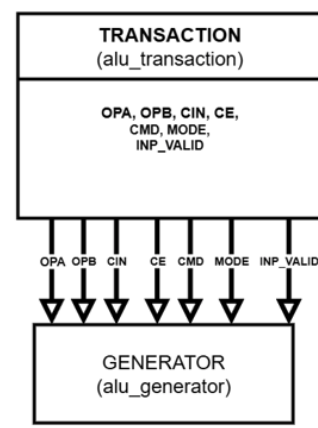 TRANSACTION
(alu_transaction)
OPA, OPB, CIN, CE,
CMD, MODE,
INP_VALID
OPA OPB CIN CE CMD MODE INP_VALID
GENERATOR
(alu_generator)